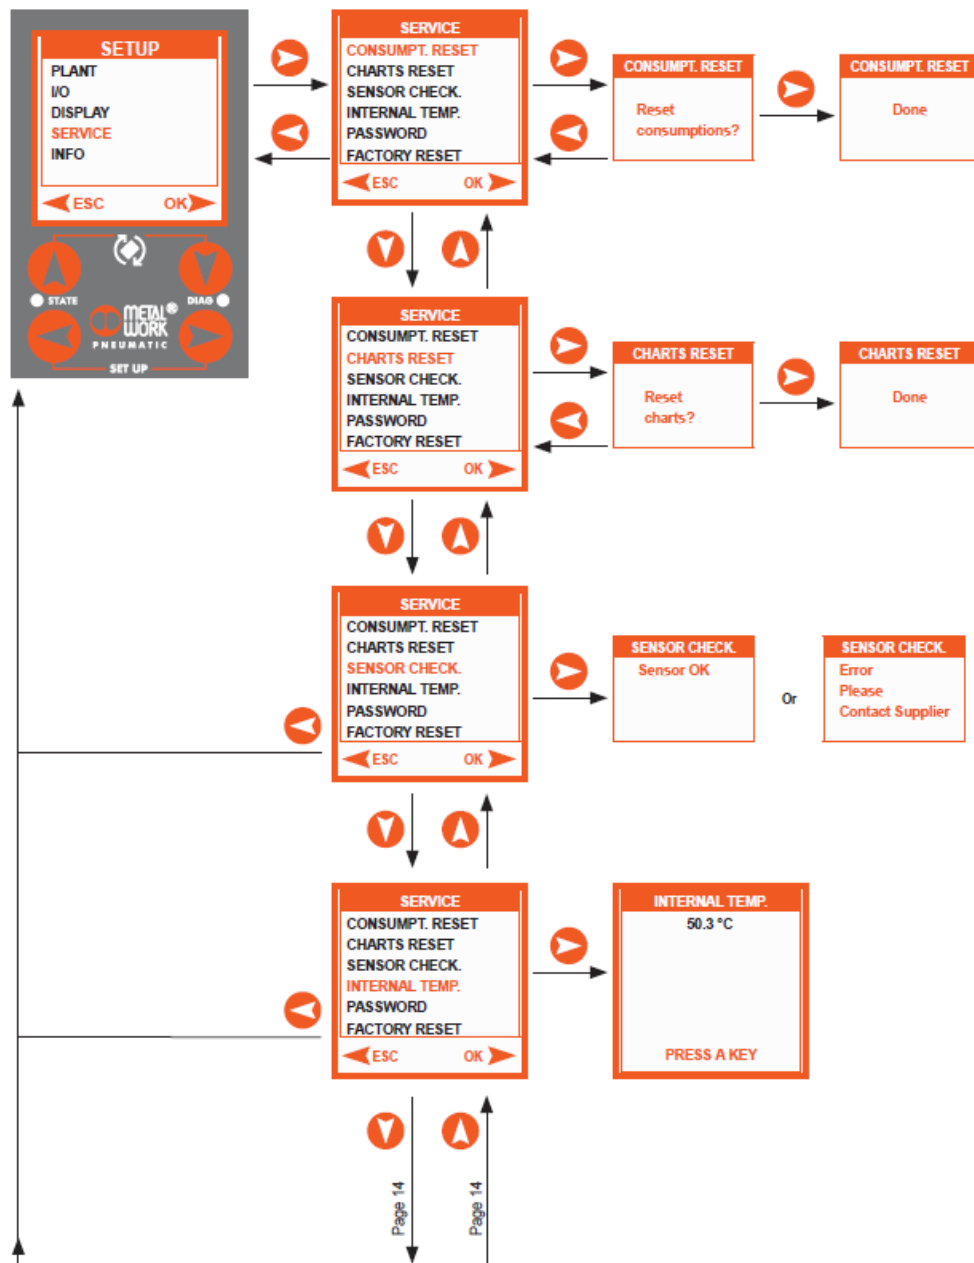 SETUP
PLANT
I/O
DISPLAY
SERVICE
INFO
ESC OK
STATE DIAG
METAL®
WORK
PNEUMATIC
SET UP
SERVICE
CONSUMPT. RESET
CHARTS RESET
SENSOR CHECK.
INTERNAL TEMP.
PASSWORD
FACTORY RESET
ESC OK
CONSUMPT. RESET
Reset
consumptions?
CONSUMPT. RESET
Done
SERVICE
CONSUMPT. RESET
CHARTS RESET
SENSOR CHECK.
INTERNAL TEMP.
PASSWORD
FACTORY RESET
ESC OK
CHARTS RESET
Reset
charts?
CHARTS RESET
Done
SERVICE
CONSUMPT. RESET
CHARTS RESET
SENSOR CHECK.
INTERNAL TEMP.
PASSWORD
FACTORY RESET
ESC OK
SENSOR CHECK.
Sensor OK
Or
SENSOR CHECK.
Error
Please
Contact Supplier
SERVICE
CONSUMPT. RESET
CHARTS RESET
SENSOR CHECK.
INTERNAL TEMP.
PASSWORD
FACTORY RESET
ESC OK
INTERNAL TEMP.
50.3 °C
PRESS A KEY
Page 14
Page 14